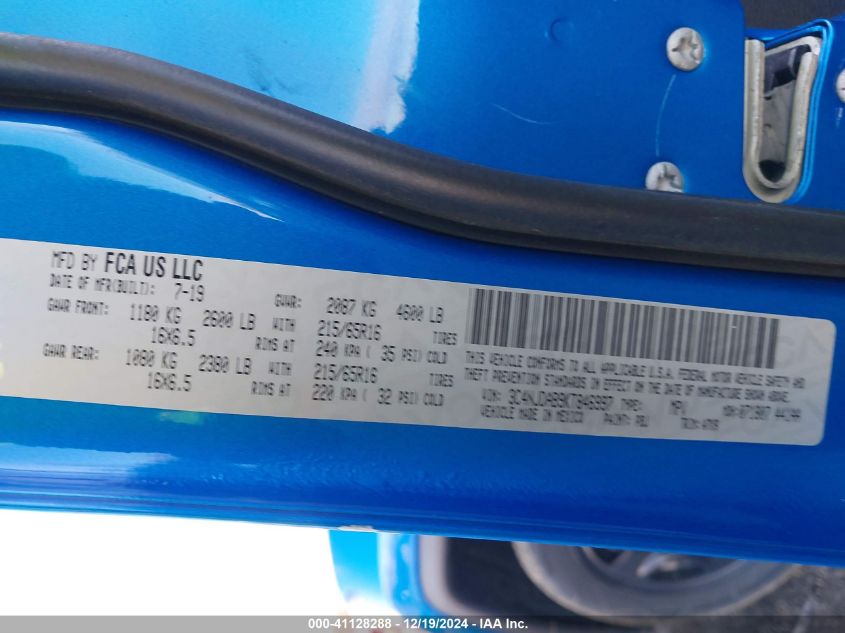 MFD BY FCA US LLC
DATE OF MFR(BUILT): 7-19 GVWR: 2087 KG 4600 LB
GAWR FRONT: 1180 KG 2600 LB WITH 215/65R16 TIRES
16X6.5 RIMS AT 240 KPA ( 35 PSI) COLD
GAWR REAR: 1080 KG 2380 LB WITH 215/65R16 TIRES
16X6.5 RIMS AT 220 KPA ( 32 PSI) COLD
THIS VEHICLE CONFORMS TO ALL APPLICABLE U.S.A. FEDERAL MOTOR VEHICLE SAFETY AND
THEFT PREVENTION STANDARDS IN EFFECT ON THE DATE OF MANUFACTURE SHOWN ABOVE.
VIN: TYPE: MPV MDH:
VEHICLE MADE IN MEXICO PAINT: TRIM:
000-41128288 - 12/19/2024 - IAA Inc.